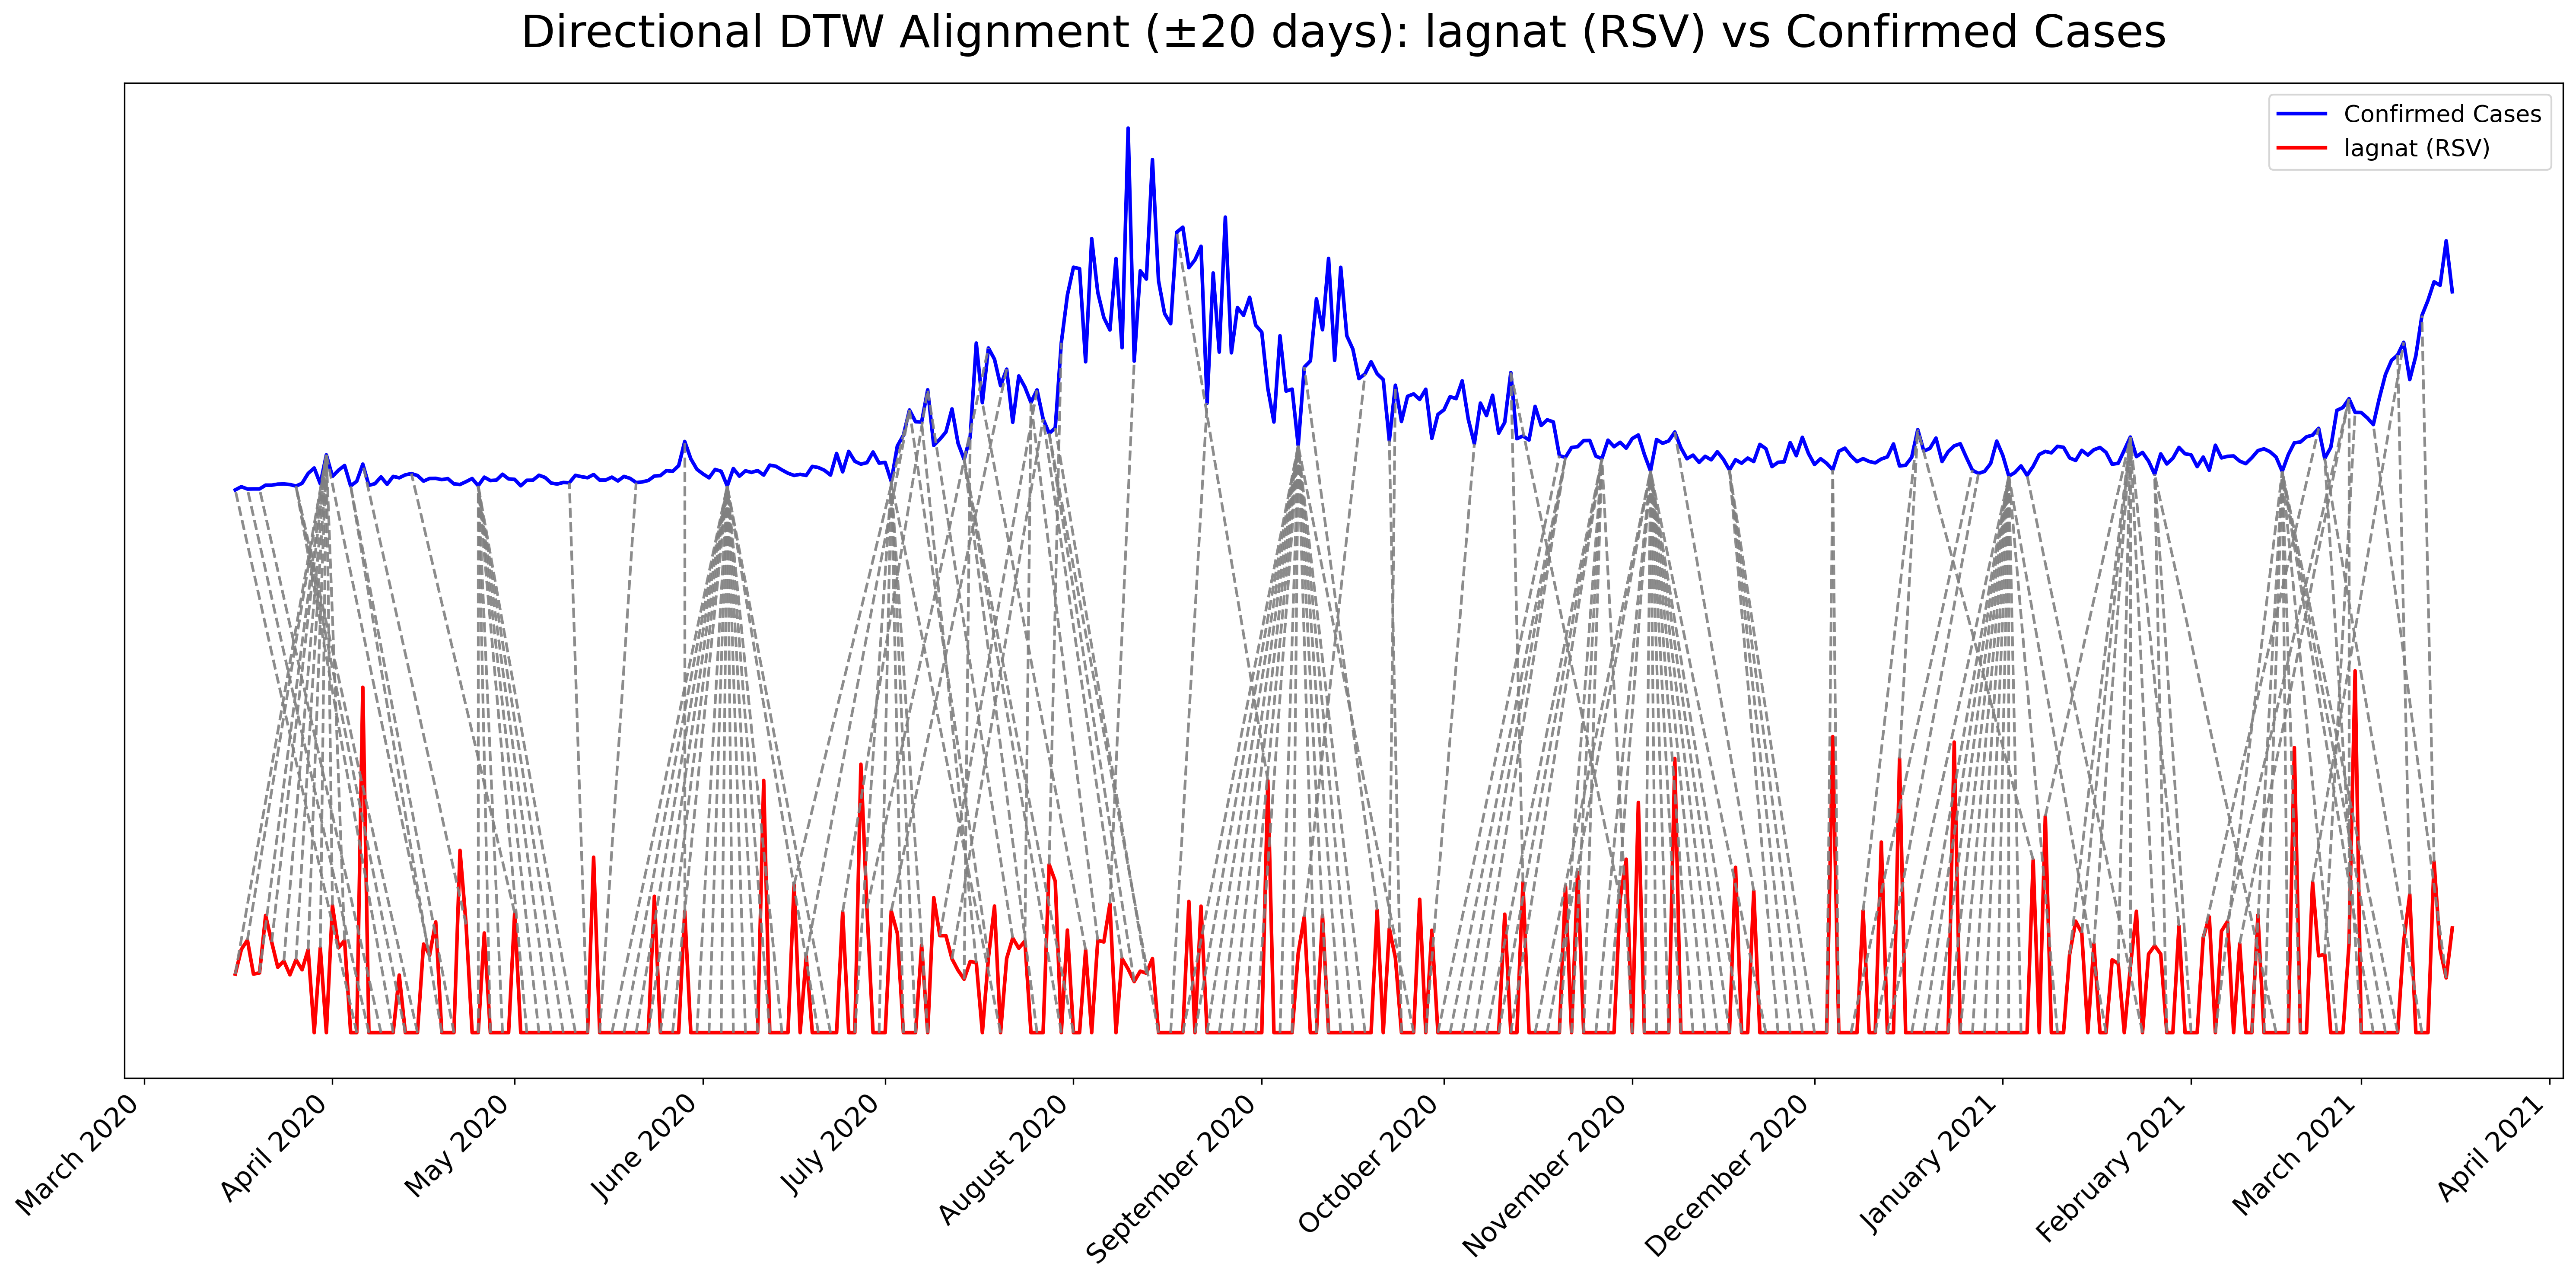 Directional DTW Alignment (±20 days): lagnat (RSV) vs Confirmed Cases
Confirmed Cases
lagnat (RSV)
March 2020
April 2020
May 2020
June 2020
July 2020
August 2020
September 2020
October 2020
November 2020
December 2020
January 2021
February 2021
March 2021
April 2021